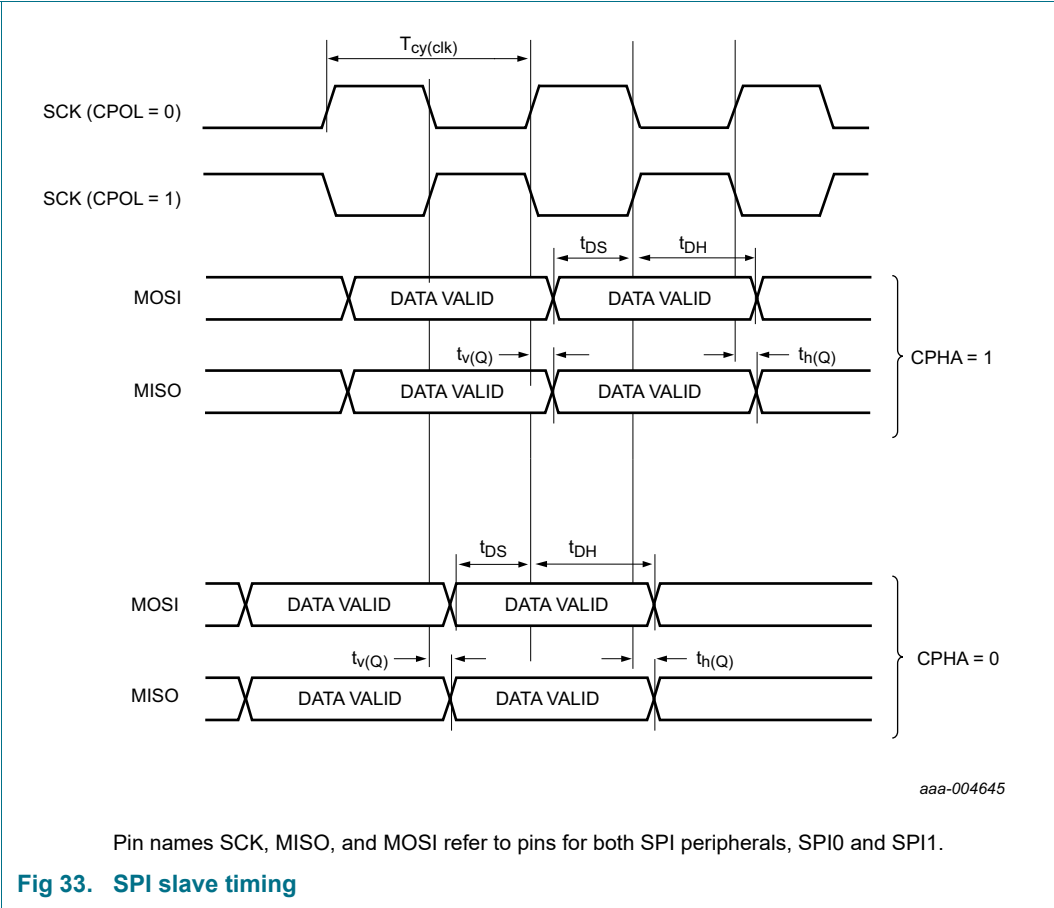 Tcy(clk)
SCK (CPOL = 0)
SCK (CPOL = 1)
tDS tDH
MOSI DATA VALID DATA VALID
tv(Q) th(Q)
CPHA = 1
MISO DATA VALID DATA VALID
tDS tDH
MOSI DATA VALID DATA VALID
tv(Q) th(Q)
CPHA = 0
MISO DATA VALID DATA VALID
aaa-004645
Pin names SCK, MISO, and MOSI refer to pins for both SPI peripherals, SPI0 and SPI1.
Fig 33. SPI slave timing